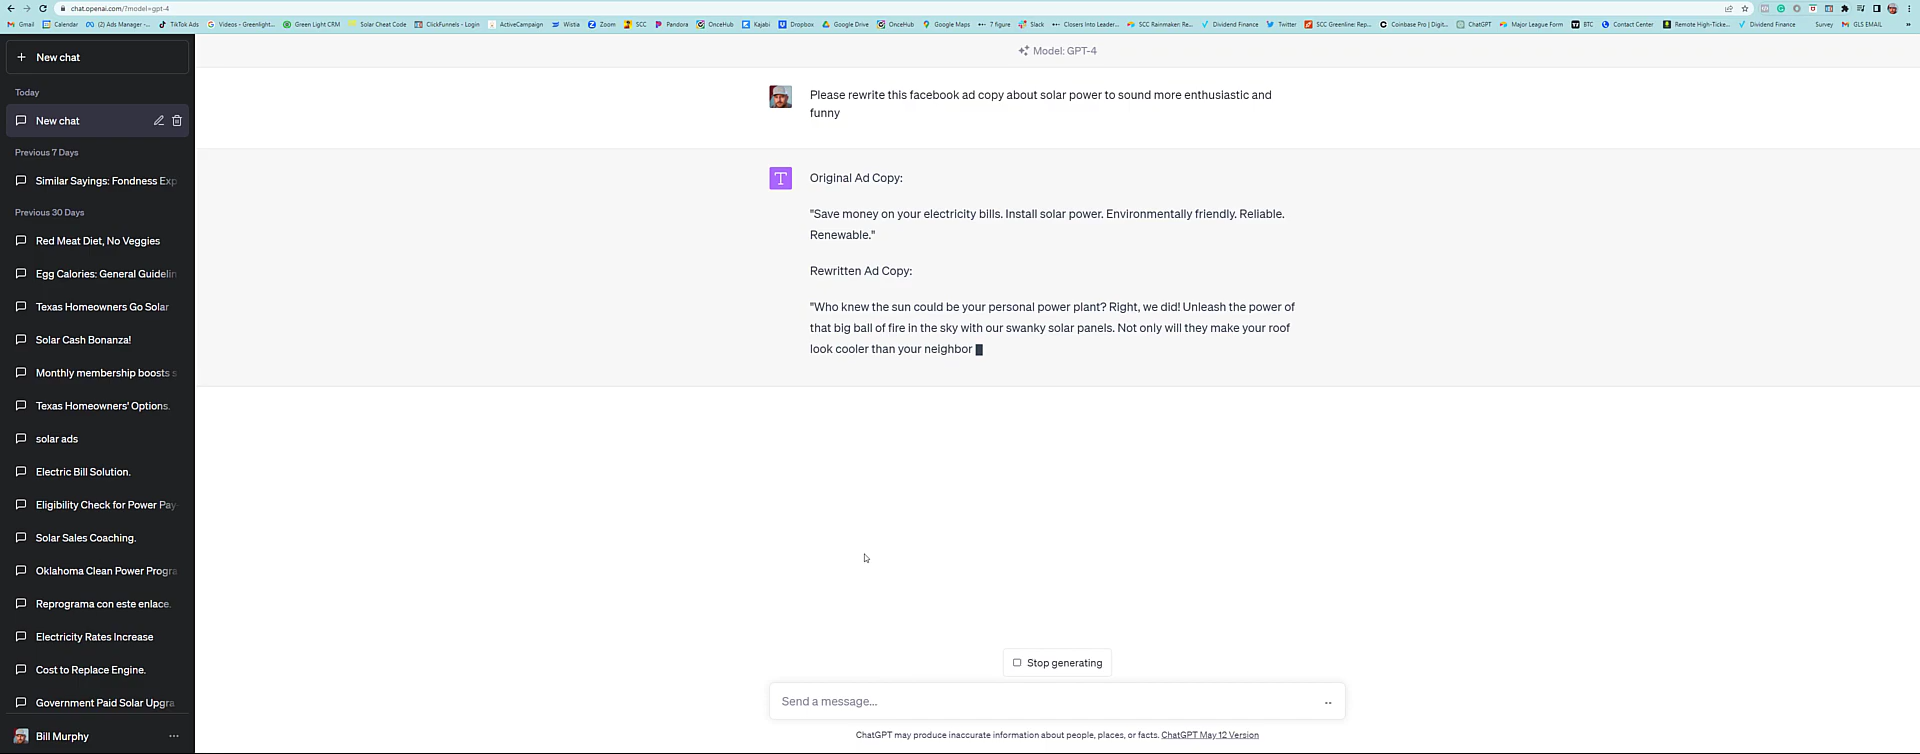 chat.openai.com/?model=gpt-4
Gmail Calendar (2) Ads Manager -... TikTok Ads Videos - Greenlight... Green Light CRM Solar Cheat Code ClickFunnels - Login ActiveCampaign Wistia Zoom SCC Pandora OnceHub Kajabi Dropbox Google Drive OnceHub Google Maps 7 figure Slack Closers Into Leader... SCC Rainmaker: Re... Dividend Finance Twitter SCC Greenline: Rep... Coinbase Pro | Digit... ChatGPT Major League Form BTC Contact Center Remote High-Ticke... Dividend Finance Survey GLS EMAIL »
+ New chat
Model: GPT-4
Today
New chat
Previous 7 Days
Similar Sayings: Fondness Exp
Previous 30 Days
Red Meat Diet, No Veggies
Egg Calories: General Guidelin
Texas Homeowners Go Solar
Solar Cash Bonanza!
Monthly membership boosts s
Texas Homeowners' Options.
solar ads
Electric Bill Solution.
Eligibility Check for Power Pay-
Solar Sales Coaching.
Oklahoma Clean Power Progra
Reprograma con este enlace.
Electricity Rates Increase
Cost to Replace Engine.
Government Paid Solar Upgra
Bill Murphy ...
Please rewrite this facebook ad copy about solar power to sound more enthusiastic and
funny
T
Original Ad Copy:
"Save money on your electricity bills. Install solar power. Environmentally friendly. Reliable.
Renewable."
Rewritten Ad Copy:
"Who knew the sun could be your personal power plant? Right, we did! Unleash the power of
that big ball of fire in the sky with our swanky solar panels. Not only will they make your roof
look cooler than your neighbor
Stop generating
Send a message...
ChatGPT may produce inaccurate information about people, places, or facts. ChatGPT May 12 Version